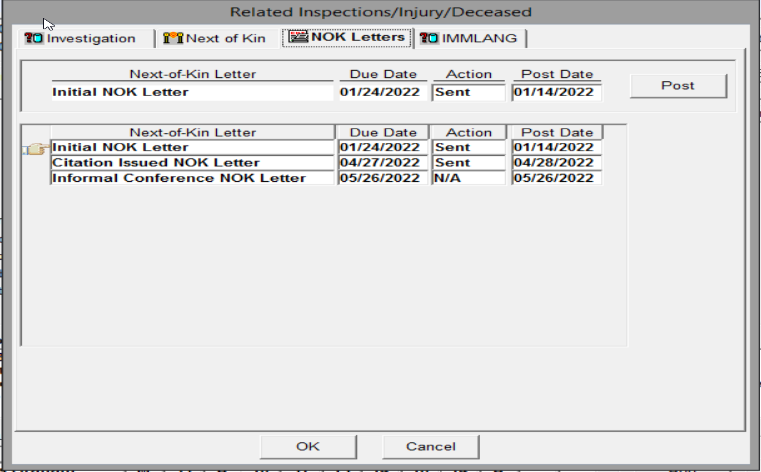 Related Inspections/Injury/Deceased
Investigation Next of Kin NOK Letters IMMLANG
Next-of-Kin Letter Due Date Action Post Date
Initial NOK Letter 01/24/2022 Sent 01/14/2022 Post
Next-of-Kin Letter Due Date Action Post Date
Initial NOK Letter 01/24/2022 Sent 01/14/2022
Citation Issued NOK Letter 04/27/2022 Sent 04/28/2022
Informal Conference NOK Letter 05/26/2022 N/A 05/26/2022
OK Cancel